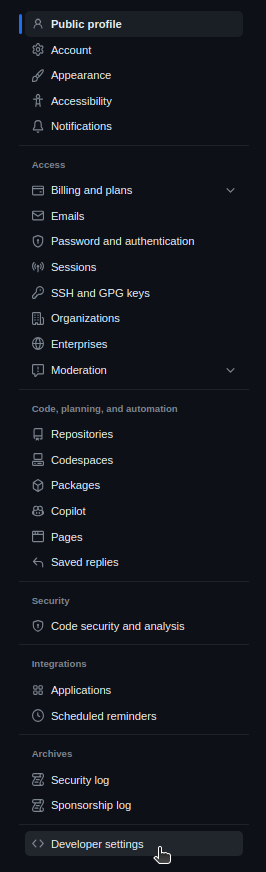 Public profile
Account
Appearance
Accessibility
Notifications
Access
Billing and plans
Emails
Password and authentication
Sessions
SSH and GPG keys
Organizations
Enterprises
Moderation
Code, planning, and automation
Repositories
Codespaces
Packages
Copilot
Pages
Saved replies
Security
Code security and analysis
Integrations
Applications
Scheduled reminders
Archives
Security log
Sponsorship log
Developer settings